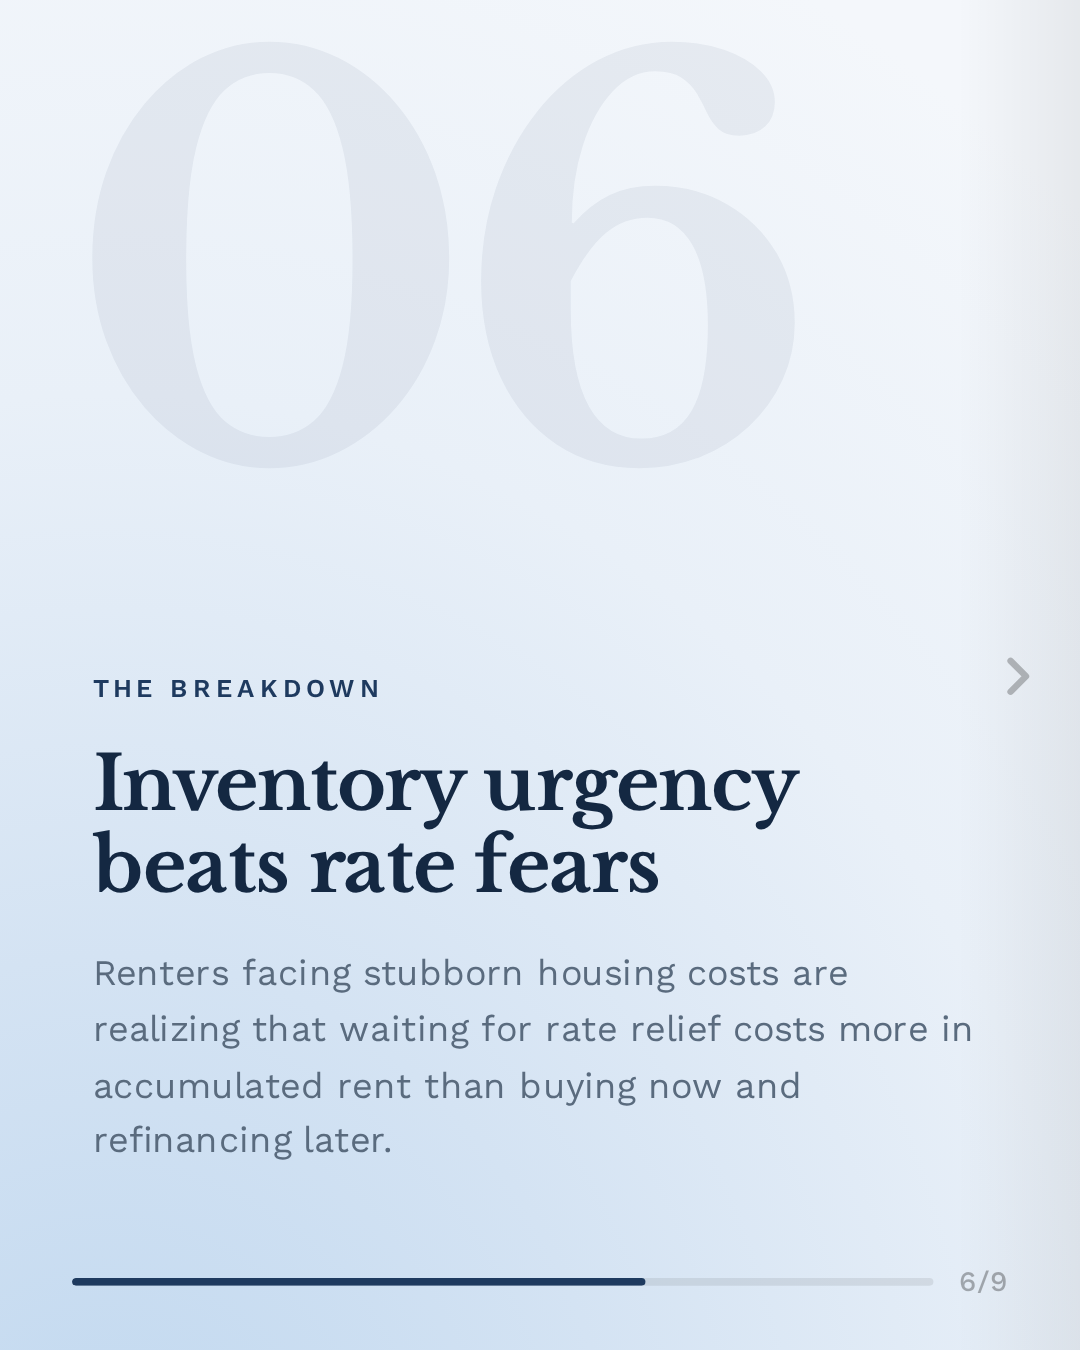 06
THE BREAKDOWN
Inventory urgency
beats rate fears
Renters facing stubborn housing costs are
realizing that waiting for rate relief costs more in
accumulated rent than buying now and
refinancing later.
6/9